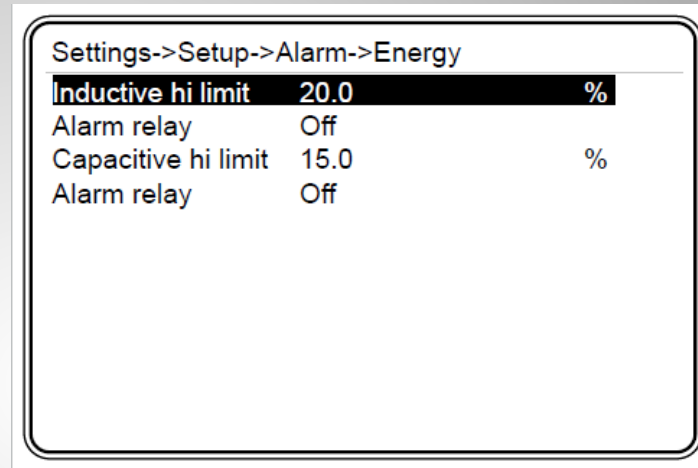 Settings->Setup->Alarm->Energy
Inductive hi limit 20.0 %
Alarm relay Off
Capacitive hi limit 15.0 %
Alarm relay Off